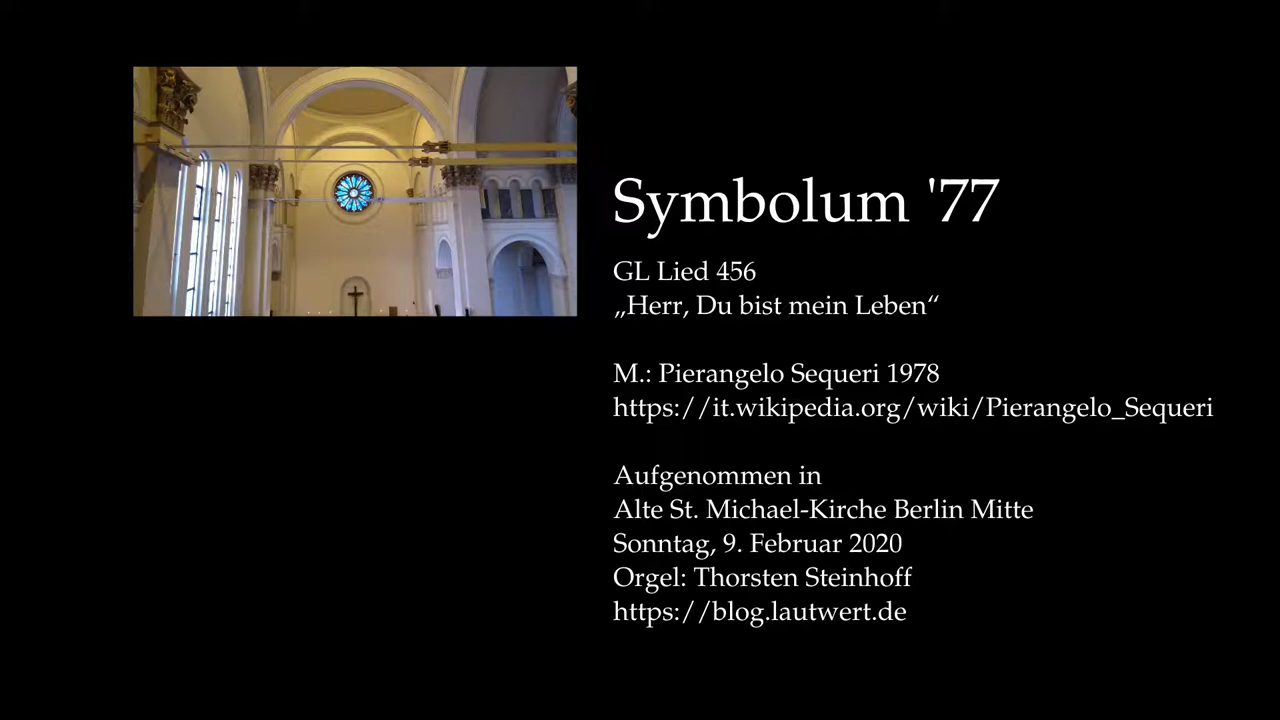 Symbolum '77
GL Lied 456
„Herr, Du bist mein Leben“
M.: Pierangelo Sequeri 1978
https://it.wikipedia.org/wiki/Pierangelo_Sequeri
Aufgenommen in
Alte St. Michael-Kirche Berlin Mitte
Sonntag, 9. Februar 2020
Orgel: Thorsten Steinhoff
https://blog.lautwert.de